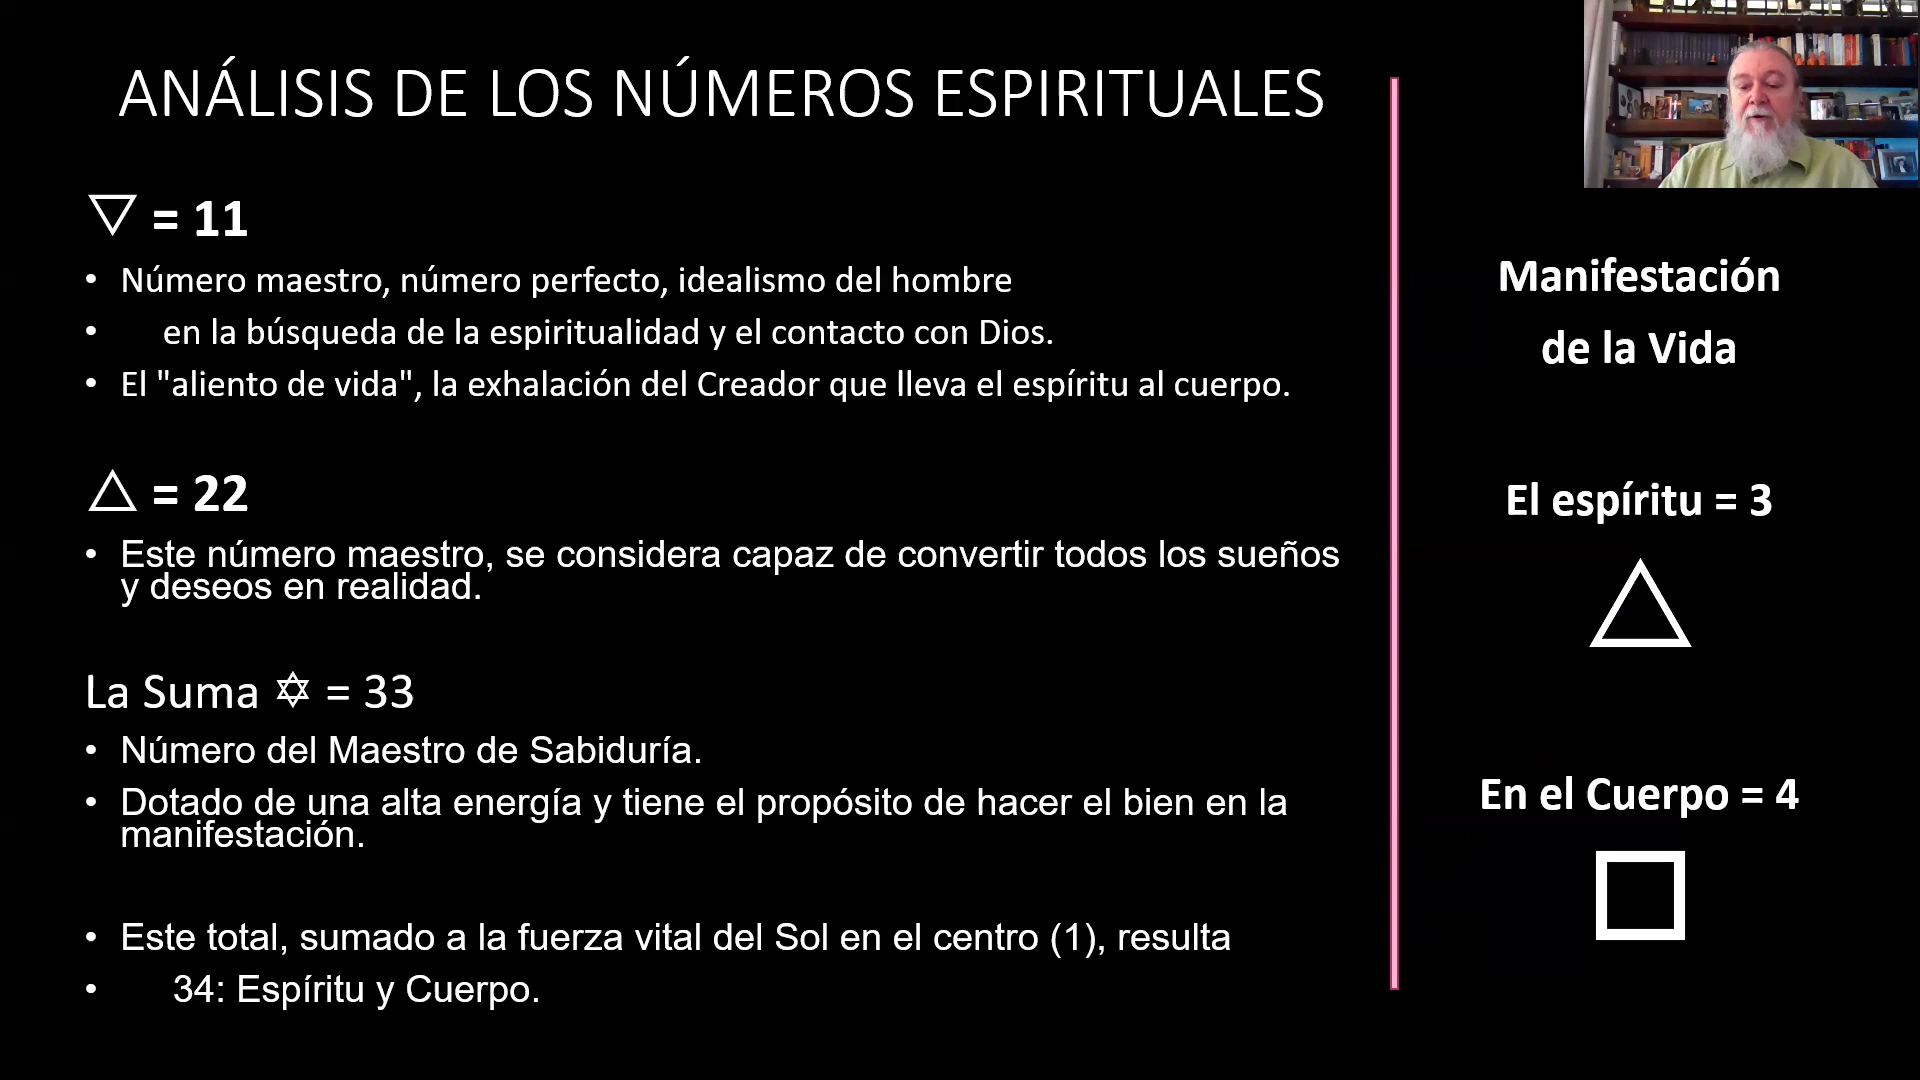 ANÁLISIS DE LOS NÚMEROS ESPIRITUALES
▽ = 11
• Número maestro, número perfecto, idealismo del hombre
• en la búsqueda de la espiritualidad y el contacto con Dios.
• El "aliento de vida", la exhalación del Creador que lleva el espíritu al cuerpo.
△ = 22
• Este número maestro, se considera capaz de convertir todos los sueños
y deseos en realidad.
La Suma ✡ = 33
• Número del Maestro de Sabiduría.
• Dotado de una alta energía y tiene el propósito de hacer el bien en la
manifestación.
• Este total, sumado a la fuerza vital del Sol en el centro (1), resulta
• 34: Espíritu y Cuerpo.
Manifestación
de la Vida
El espíritu = 3
En el Cuerpo = 4